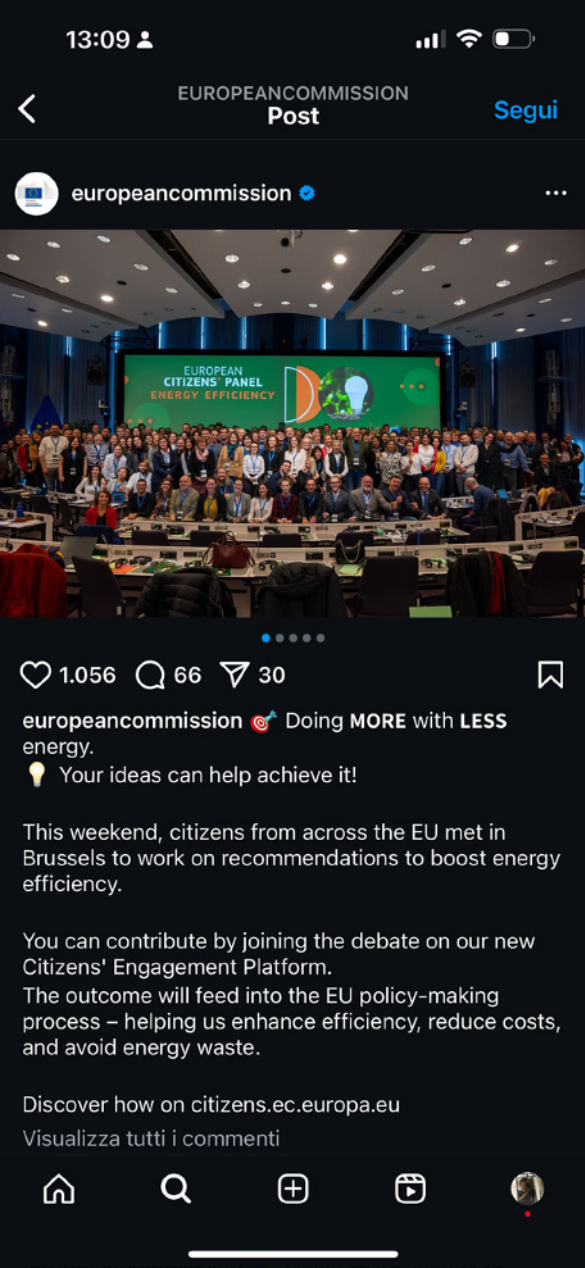 13:09
EUROPEANCOMMISSION
Post
Segui
europeancommission
EUROPEAN
CITIZENS' PANEL
ENERGY EFFICIENCY
1.056
66
30
europeancommission 🎯 Doing MORE with LESS
energy.
💡 Your ideas can help achieve it!
This weekend, citizens from across the EU met in
Brussels to work on recommendations to boost energy
efficiency.
You can contribute by joining the debate on our new
Citizens' Engagement Platform.
The outcome will feed into the EU policy-making
process – helping us enhance efficiency, reduce costs,
and avoid energy waste.
Discover how on citizens.ec.europa.eu
Visualizza tutti i commenti